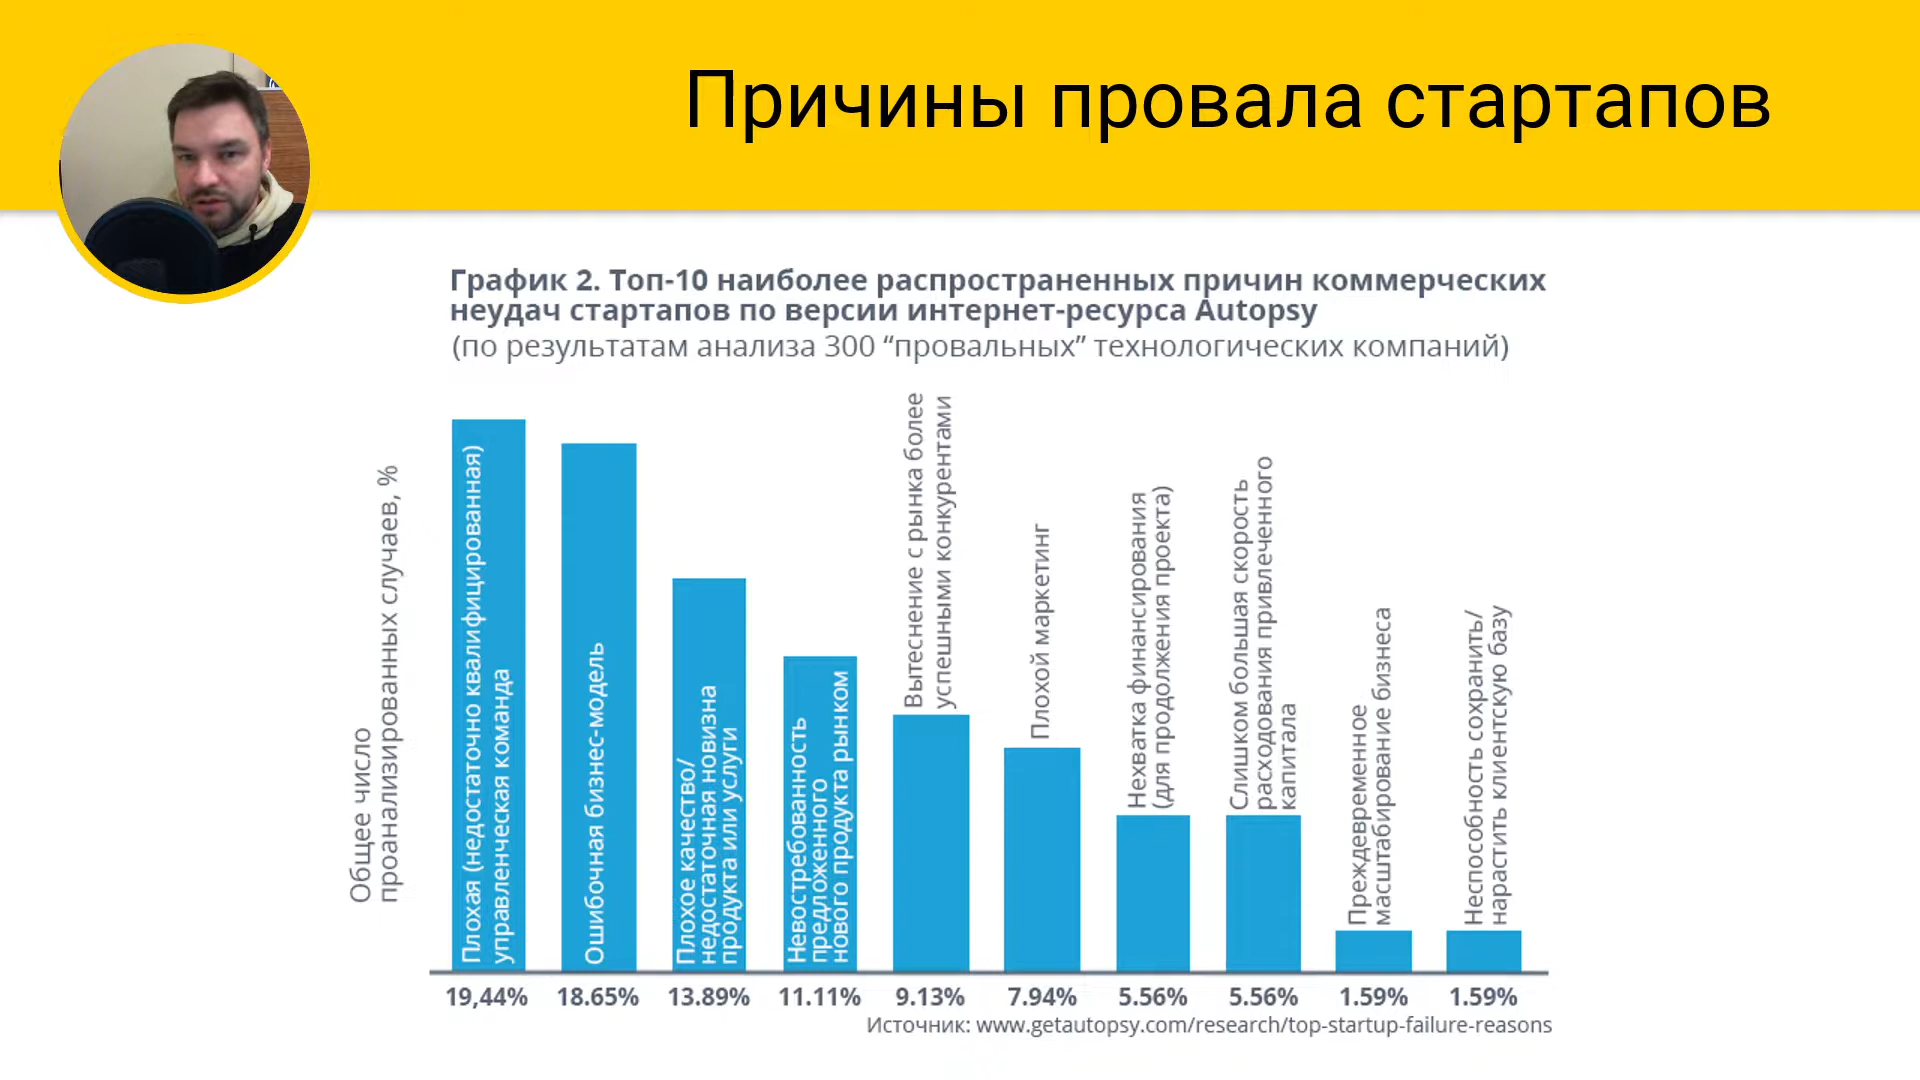 Причины провала стартапов
График 2. Топ-10 наиболее распространенных причин коммерческих
неудач стартапов по версии интернет-ресурса Autopsy
(по результатам анализа 300 “провальных” технологических компаний)
Общее число
проанализированных случаев, %
Плохая (недостаточно квалифицированная)
управленческая команда
Ошибочная бизнес-модель
Плохое качество/
недостаточная новизна
продукта или услуги
Невостребованность
предложенного
нового продукта рынком
Вытеснение с рынка более
успешными конкурентами
Плохой маркетинг
Нехватка финансирования
(для продолжения проекта)
Слишком большая скорость
расходования привлеченного
капитала
Преждевременное
масштабирование бизнеса
Неспособность сохранить/
нарастить клиентскую базу
19,44% 18.65% 13.89% 11.11% 9.13% 7.94% 5.56% 5.56% 1.59% 1.59%
Источник: www.getautopsy.com/research/top-startup-failure-reasons